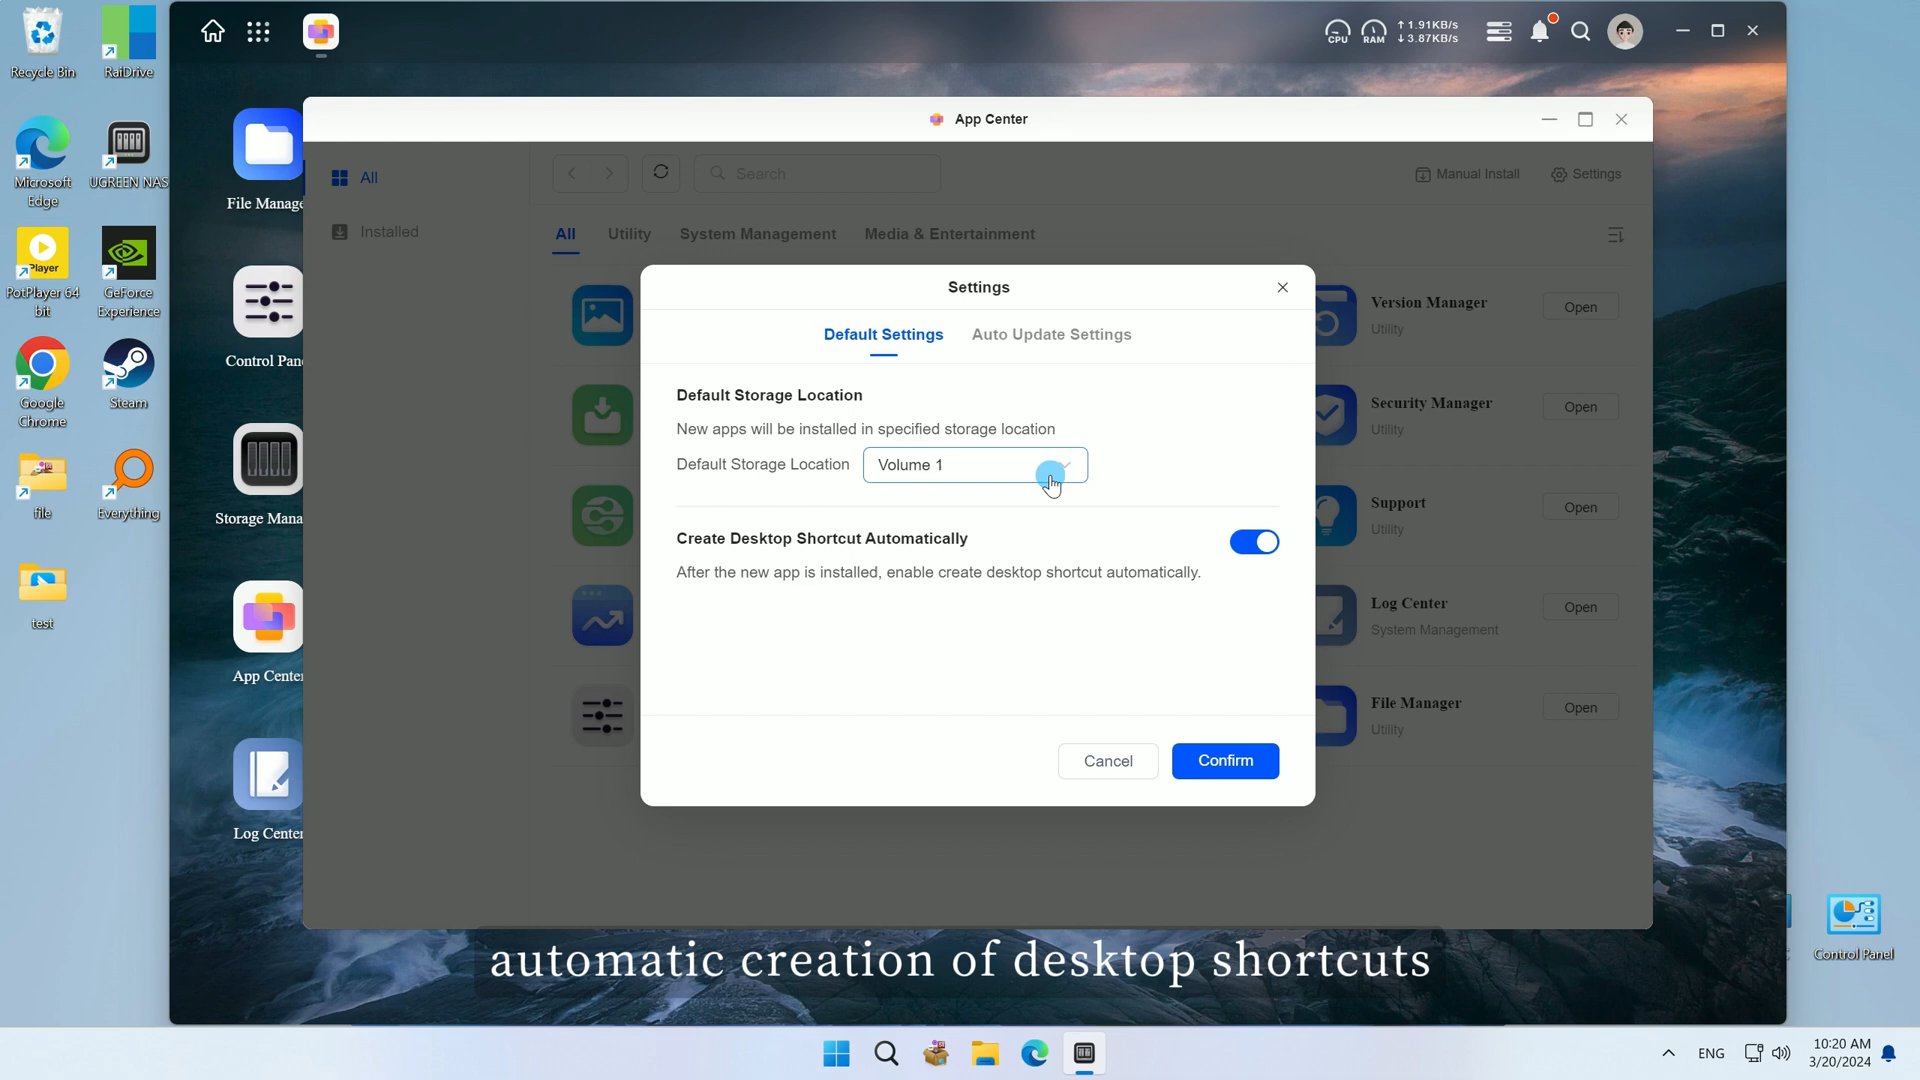 Recycle Bin
RaiDrive
Microsoft
Edge
UGREEN NAS
Player
PotPlayer 64
bit
GeForce
Experience
Google
Chrome
Steam
file
Everything
test
CPU
RAM
↑ 1.91KB/s
↓ 3.87KB/s
File Manage
Control Pan
Storage Mana
App Center
Log Center
App Center
All
Installed
Search
Manual Install
Settings
All
Utility
System Management
Media & Entertainment
Version Manager
Utility
Open
Security Manager
Utility
Open
Support
Utility
Open
Log Center
System Management
Open
File Manager
Utility
Open
Settings
Default Settings
Auto Update Settings
Default Storage Location
New apps will be installed in specified storage location
Default Storage Location
Volume 1
Create Desktop Shortcut Automatically
After the new app is installed, enable create desktop shortcut automatically.
Cancel
Confirm
automatic creation of desktop shortcuts
Control Panel
ENG
10:20 AM
3/20/2024